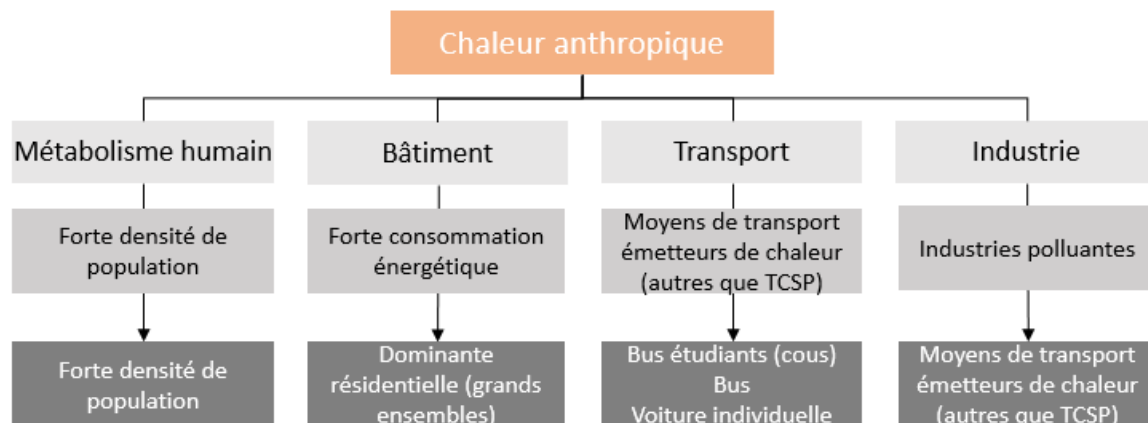 Chaleur anthropique
Métabolisme humain
Bâtiment
Transport
Industrie
Forte densité de
population
Forte consommation
énergétique
Moyens de transport
émetteurs de chaleur
(autres que TCSP)
Industries polluantes
Forte densité de
population
Dominante
résidentielle (grands
ensembles)
Bus étudiants (cous)
Bus
Voiture individuelle
Moyens de transport
émetteurs de chaleur
(autres que TCSP)